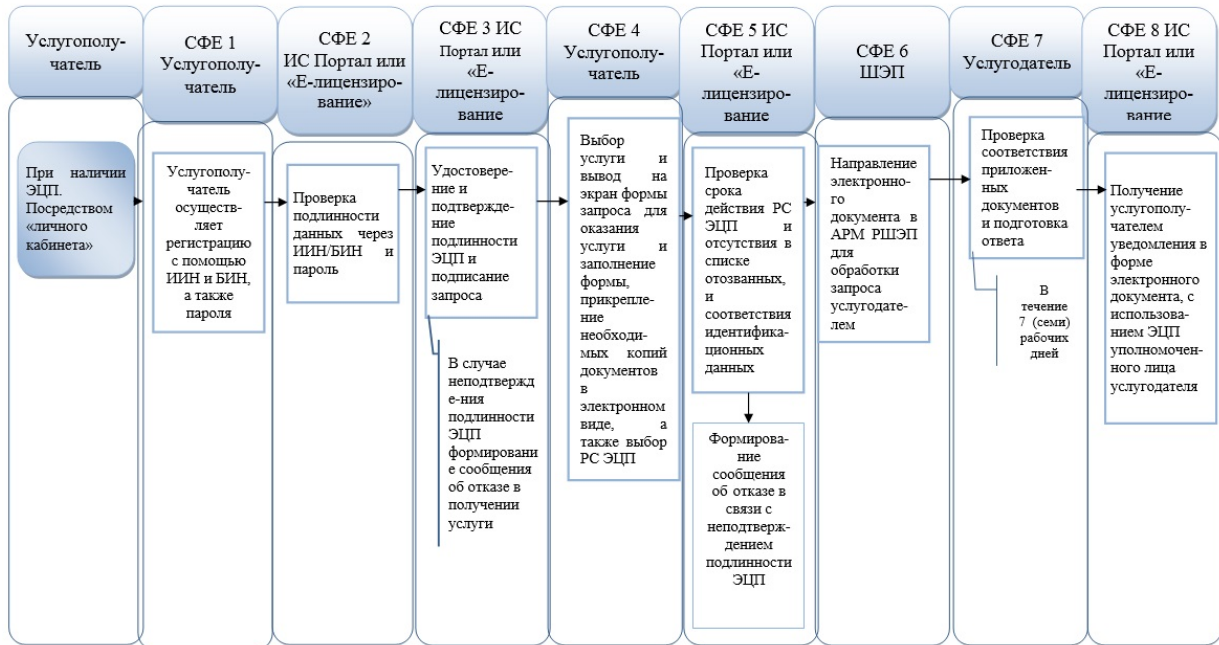 Услугополу-
чатель
СФЕ 1
Услугополу-
чатель
СФЕ 2
ИС Портал или
«Е-лицензиро-
вание»
СФЕ 3 ИС
Портал или
«Е-
лицензиро-
вание
СФЕ 4
Услугополу-
чатель
СФЕ 5 ИС
Портал или
«Е-
лицензиро-
вание
СФЕ 6
ШЭП
СФЕ 7
Услугодатель
СФЕ 8 ИС
Портал или
«Е-
лицензиро-
вание
При наличии
ЭЦП.
Посредством
«личного
кабинета»
Услугополу-
чатель
осущест-
вляет
регистрацию
с помощью
ИИН и БИН,
а также
пароля
Проверка
подлинности
данных через
ИИН/БИН и
пароль
Удостовере-
ние и
подтвержде-
ние
подлинности
ЭЦП и
подписание
запроса
В случае
неподтвержд
е-ния
подлинности
ЭЦП
формировани
е сообщения
об отказе в
получении
услуги
Выбор
услуги и
вывод на
экран формы
запроса для
оказания
услуги и
заполнение
формы,
прикрепле-
ние
необходи-
мых копий
документов
в
электронном
виде, а
также выбор
РС ЭЦП
Проверка
срока
действия РС
ЭЦП и
отсутствия в
списке
отозванных,
и
соответствия
идентифика-
ционных
данных
Формирова-
ние
сообщения
об отказе в
связи с
неподтверж-
дением
подлинности
ЭЦП
Направление
электронно-
го
документа в
АРМ РШЭП
для
обработки
запроса
услугодате-
лем
Проверка
соответствия
приложен-
ных
документов
и подготовка
ответа
В
течение
7 (семи)
рабочих
дней
Получение
услугополу-
чателем
уведомления в
форме
электронного
документа, с
использова-
нием ЭЦП
уполномочен-
ного лица
услугодателя